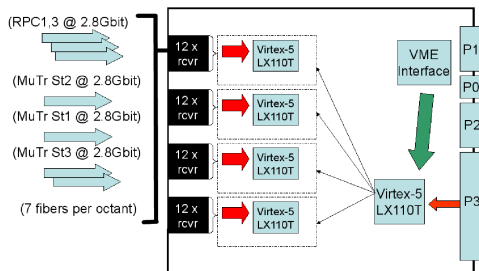 (RPC1,3 @ 2.8Gbit)
(MuTr St2 @ 2.8Gbit)
(MuTr St1 @ 2.8Gbit)
(MuTr St3 @ 2.8Gbit)
(7 fibers per octant)
12 x
rcvr
Virtex-5
LX110T
12 x
rcvr
Virtex-5
LX110T
12 x
rcvr
Virtex-5
LX110T
12 x
rcvr
Virtex-5
LX110T
VME
Interface
Virtex-5
LX110T
P1
P0
P2
P3